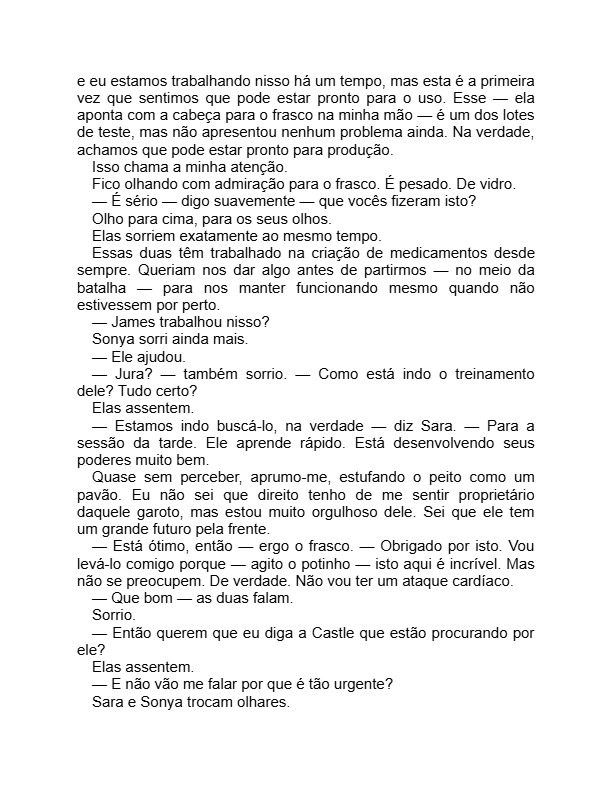 e eu estamos trabalhando nisso há um tempo, mas esta é a primeira
vez que sentimos que pode estar pronto para o uso. Esse — ela
aponta com a cabeça para o frasco na minha mão — é um dos lotes
de teste, mas não apresentou nenhum problema ainda. Na verdade,
achamos que pode estar pronto para produção.
Isso chama a minha atenção.
Fico olhando com admiração para o frasco. É pesado. De vidro.
— É sério — digo suavemente — que vocês fizeram isto?
Olho para cima, para os seus olhos.
Elas sorriem exatamente ao mesmo tempo.
Essas duas têm trabalhado na criação de medicamentos desde
sempre. Queriam nos dar algo antes de partirmos — no meio da
batalha — para nos manter funcionando mesmo quando não
estivessem por perto.
— James trabalhou nisso?
Sonya sorri ainda mais.
— Ele ajudou.
— Jura? — também sorrio. — Como está indo o treinamento
dele? Tudo certo?
Elas assentem.
— Estamos indo buscá-lo, na verdade — diz Sara. — Para a
sessão da tarde. Ele aprende rápido. Está desenvolvendo seus
poderes muito bem.
Quase sem perceber, aprumo-me, estufando o peito como um
pavão. Eu não sei que direito tenho de me sentir proprietário
daquele garoto, mas estou muito orgulhoso dele. Sei que ele tem
um grande futuro pela frente.
— Está ótimo, então — ergo o frasco. — Obrigado por isto. Vou
levá-lo comigo porque — agito o potinho — isto aqui é incrível. Mas
não se preocupem. De verdade. Não vou ter um ataque cardíaco.
— Que bom — as duas falam.
Sorrio.
— Então querem que eu diga a Castle que estão procurando por
ele?
Elas assentem.
— E não vão me falar por que é tão urgente?
Sara e Sonya trocam olhares.